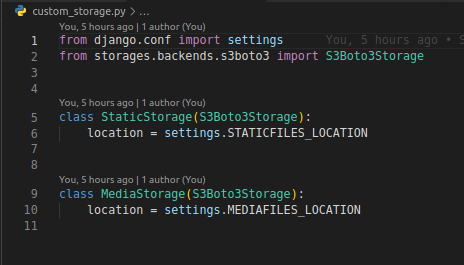 custom_storage.py > ...
You, 5 hours ago | 1 author (You)
1 from django.conf import settings You, 5 hours ago •
2 from storages.backends.s3boto3 import S3Boto3Storage
3
4
You, 5 hours ago | 1 author (You)
5 class StaticStorage(S3Boto3Storage):
6 location = settings.STATICFILES_LOCATION
7
8
You, 5 hours ago | 1 author (You)
9 class MediaStorage(S3Boto3Storage):
10 location = settings.MEDIAFILES_LOCATION
11